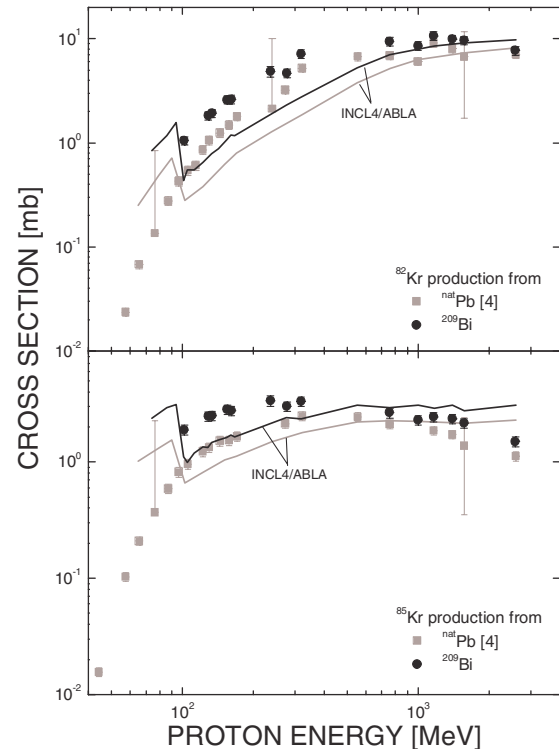 10¹
10⁰
10⁻¹
10⁻²
INCL4/ABLA
⁸²Kr production from
ⁿᵃᵗPb [4]
²⁰⁹Bi
CROSS SECTION [mb]
10¹
10⁰
10⁻¹
10⁻²
INCL4/ABLA
⁸⁵Kr production from
ⁿᵃᵗPb [4]
²⁰⁹Bi
10²
10³
PROTON ENERGY [MeV]